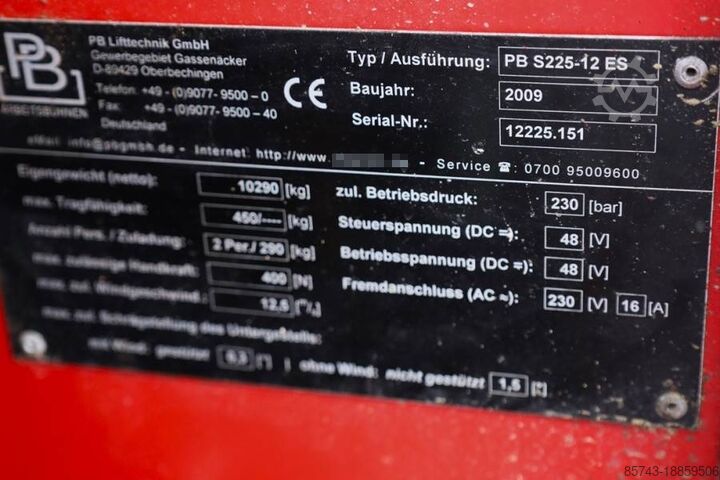 PB
ARBEITSBÜHNEN
PB Lifttechnik GmbH
Gewerbegebiet Gassenäcker
D-89429 Oberbechingen
Telefon: +49 - (0)9077- 9500 – 0
Fax: +49 - (0)9077- 9500 – 40
Deutschland
CE
Typ / Ausführung: PB S225-12 ES
Baujahr: 2009
Serial-Nr.: 12225.151
eMail: info@pbgmbh.de - Internet: http://www. - Service ☎: 0700 95009600
Eigengewicht (netto): 10290 [kg]
max. Tragfähigkeit: 450/---- [kg]
Anzahl Pers. / Zuladung: 2 Per./ 290 [kg]
max. zulässige Handkraft: 400 [N]
max. zul. Windgeschwind.: 12,5 [m/s]
max. zul. Schrägstellung des Untergestells:
mit Wind: gestützt 0,3 [°] | ohne Wind: nicht gestützt 1,5 [°]
zul. Betriebsdruck: 230 [bar]
Steuerspannung (DC =): 48 [V]
Betriebsspannung (DC =): 48 [V]
Fremdanschluss (AC ≈): 230 [V] 16 [A]
85743-18859506